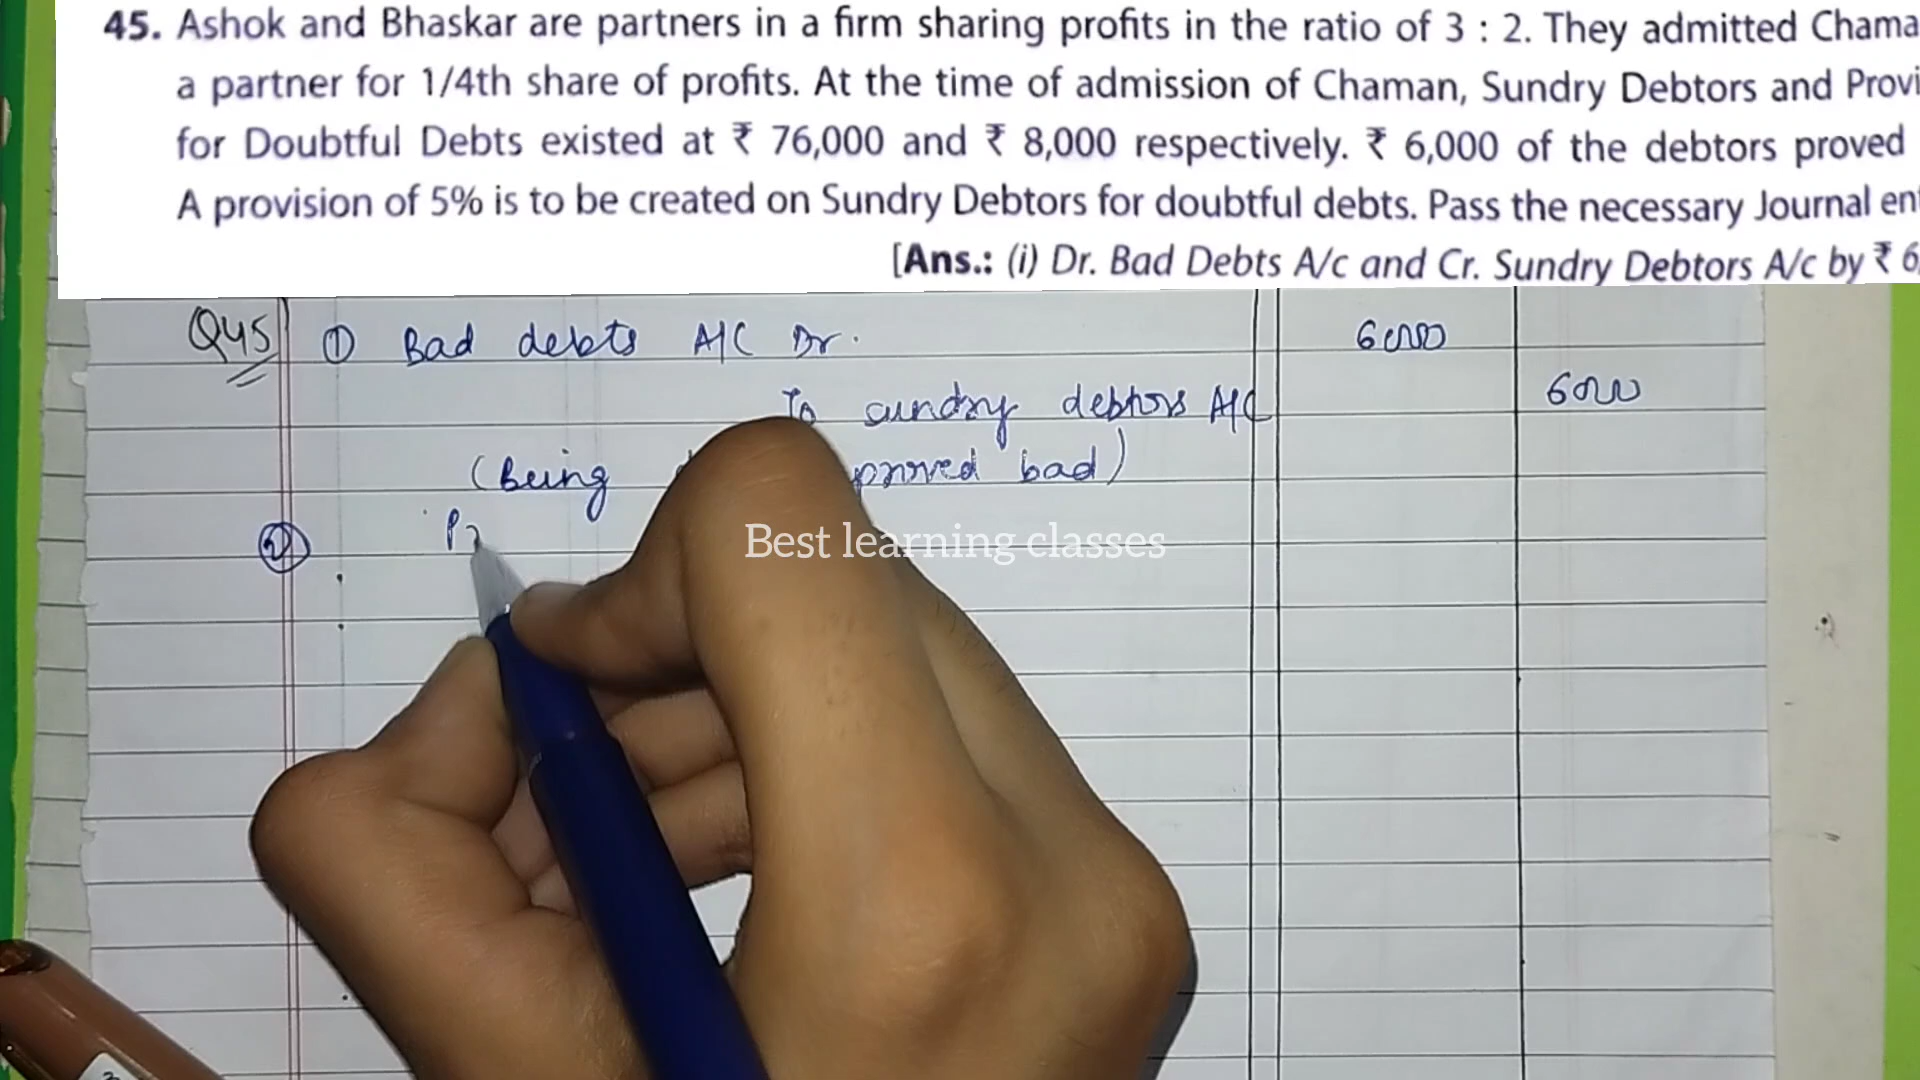 45. Ashok and Bhaskar are partners in a firm sharing profits in the ratio of 3 : 2. They admitted Chama
a partner for 1/4th share of profits. At the time of admission of Chaman, Sundry Debtors and Provi
for Doubtful Debts existed at ₹ 76,000 and ₹ 8,000 respectively. ₹ 6,000 of the debtors proved
A provision of 5% is to be created on Sundry Debtors for doubtful debts. Pass the necessary Journal ent
[Ans.: (i) Dr. Bad Debts A/c and Cr. Sundry Debtors A/c by ₹ 6,
Q45 ① Bad debts A/C Dr. 6000
To sundry debtors A/C 6000
(Being proved bad)
②
Best learning classes